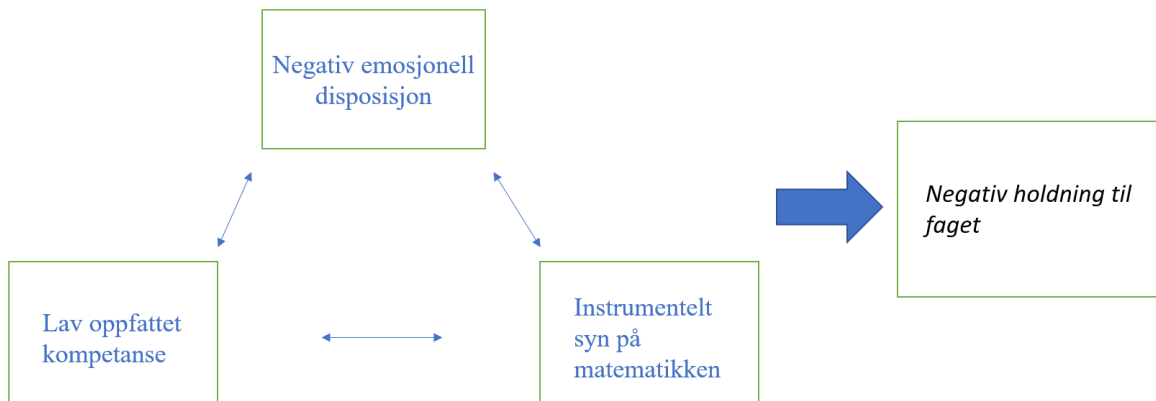 Negativ emosjonell
disposisjon
Negativ holdning til
faget
Lav oppfattet
kompetanse
Instrumentelt
syn på
matematikken